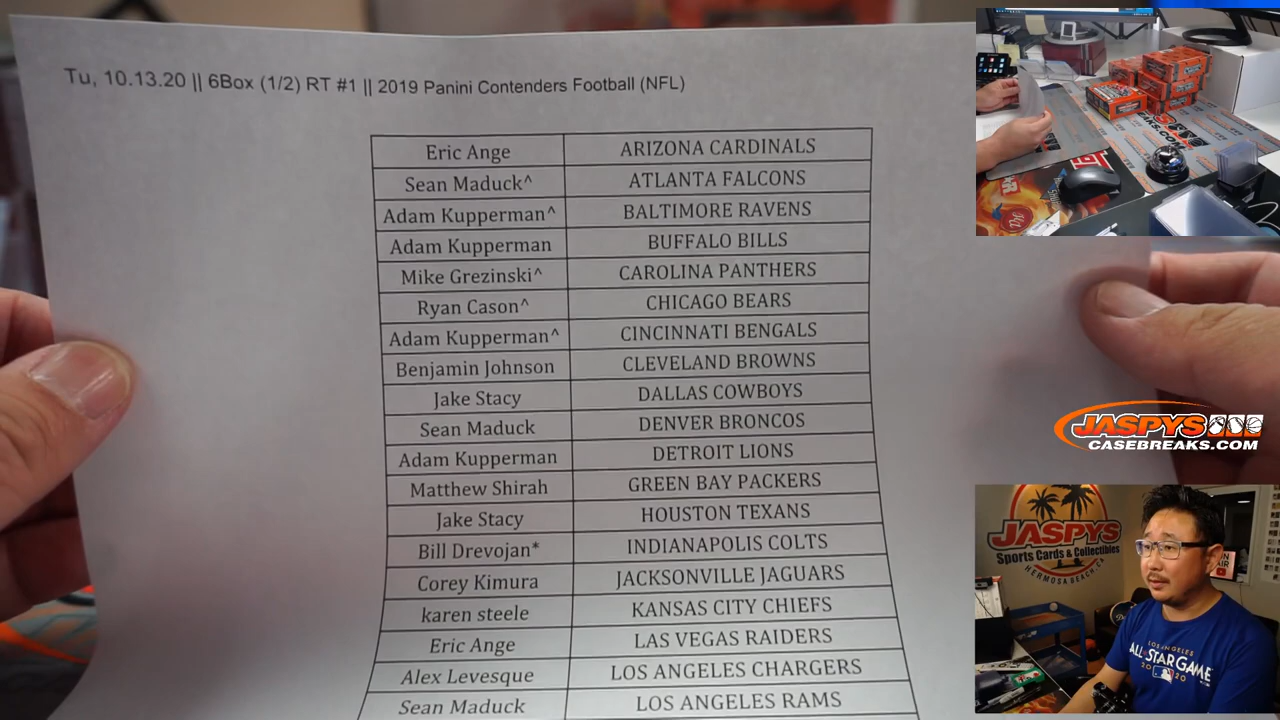 Tu, 10.13.20 || 6Box (1/2) RT #1 || 2019 Panini Contenders Football (NFL)
Eric Ange ARIZONA CARDINALS
Sean Maduck^ ATLANTA FALCONS
Adam Kupperman^ BALTIMORE RAVENS
Adam Kupperman BUFFALO BILLS
Mike Grezinski^ CAROLINA PANTHERS
Ryan Cason^ CHICAGO BEARS
Adam Kupperman^ CINCINNATI BENGALS
Benjamin Johnson CLEVELAND BROWNS
Jake Stacy DALLAS COWBOYS
Sean Maduck DENVER BRONCOS
Adam Kupperman DETROIT LIONS
Matthew Shirah GREEN BAY PACKERS
Jake Stacy HOUSTON TEXANS
Bill Drevojan* INDIANAPOLIS COLTS
Corey Kimura JACKSONVILLE JAGUARS
karen steele KANSAS CITY CHIEFS
Eric Ange LAS VEGAS RAIDERS
Alex Levesque LOS ANGELES CHARGERS
Sean Maduck LOS ANGELES RAMS
JASPYS
CASEBREAKS.COM
JASPYS
Sports Cards & Collectibles
HERMOSA BEACH, CA
LOS ANGELES
ALL STAR GAME
2020